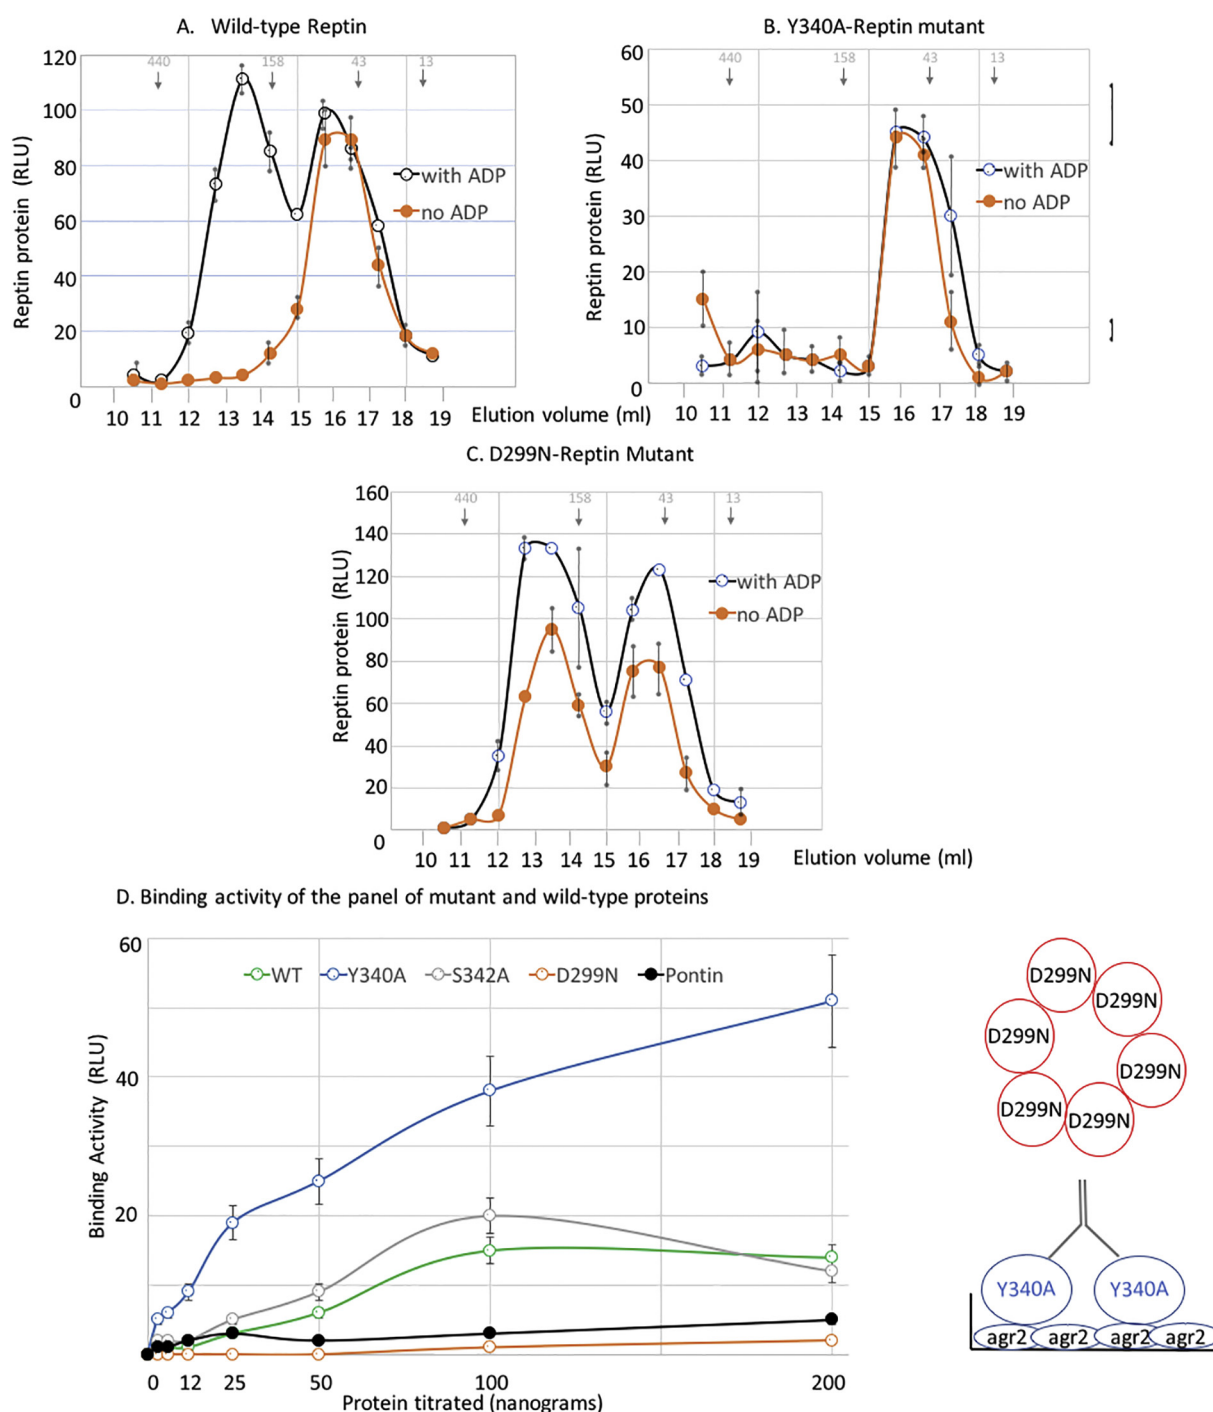 A. Wild-type Reptin
B. Y340A-Reptin mutant
120
100
80
60
40
20
0
Reptin protein (RLU)
440
158
43
13
with ADP
no ADP
10 11 12 13 14 15 16 17 18 19
Elution volume (ml)
60
50
40
30
20
10
0
Reptin protein (RLU)
440
158
43
13
with ADP
no ADP
10 11 12 13 14 15 16 17 18 19
C. D299N-Reptin Mutant
160
140
120
100
80
60
40
20
0
Reptin protein (RLU)
440
158
43
13
with ADP
no ADP
10 11 12 13 14 15 16 17 18 19
Elution volume (ml)
D. Binding activity of the panel of mutant and wild-type proteins
60
40
20
Binding Activity (RLU)
WT Y340A S342A D299N Pontin
0 12 25 50 100 200
Protein titrated (nanograms)
D299N
D299N
D299N
D299N
D299N
D299N
Y340A Y340A
agr2 agr2 agr2 agr2